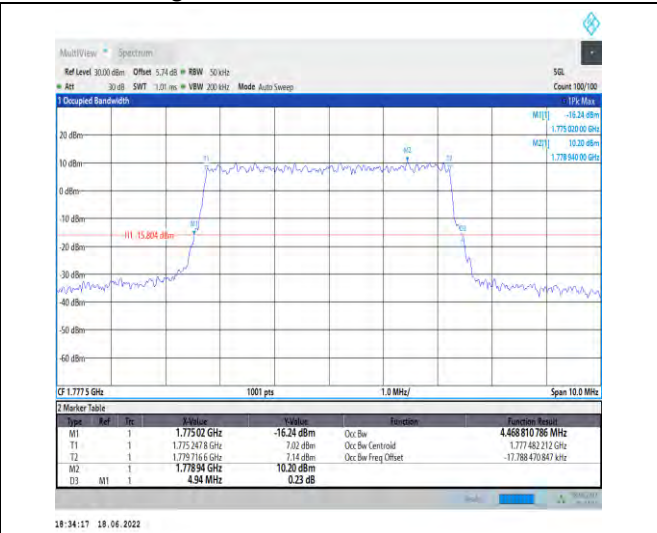 MultiView Spectrum
Ref Level 30.00 dBm Offset 5.74 dB RBW 50 kHz SGL
Att 30 dB SWT 1.01 ms VBW 200 kHz Mode Auto Sweep Count 100/100
1 Occupied Bandwidth 1Pk Max
M1[1] -16.24 dBm
1.775 020 00 GHz
M2[1] 10.20 dBm
1.778 940 00 GHz
20 dBm
M2
T1 T2
10 dBm
0 dBm
-10 dBm
M1 D3
H1 15.804 dBm
-20 dBm
-30 dBm
-40 dBm
-50 dBm
-60 dBm
CF 1.777 5 GHz 1001 pts 1.0 MHz/ Span 10.0 MHz
2 Marker Table
Type Ref Trc X-Value Y-Value Function Function Result
M1 1 1.775 02 GHz -16.24 dBm Occ Bw 4.468 810 786 MHz
T1 1 1.775 247 8 GHz 7.02 dBm Occ Bw Centroid 1.777 482 212 GHz
T2 1 1.779 716 6 GHz 7.14 dBm Occ Bw Freq Offset -17.788 470 847 kHz
M2 1 1.778 94 GHz 10.20 dBm
D3 M1 1 4.94 MHz 0.23 dB
18:34:17 18.06.2022